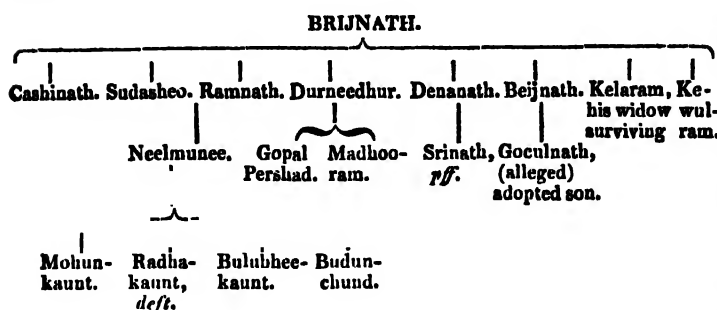 BRIJNATH.
Cashinath. Sudasheo. Ramnath. Durneedhur. Denanath. Beijnath. Kelaram, Ke-
his widow wul-
surviving ram.
Neelmunee. Gopal Madhoo- Srinath, Goculnath,
Pershad. ram. pff. (alleged)
adopted son.
Mohun- Radha- Bulubhee- Budun-
kaunt. kaunt, kaunt. chund.
deft.